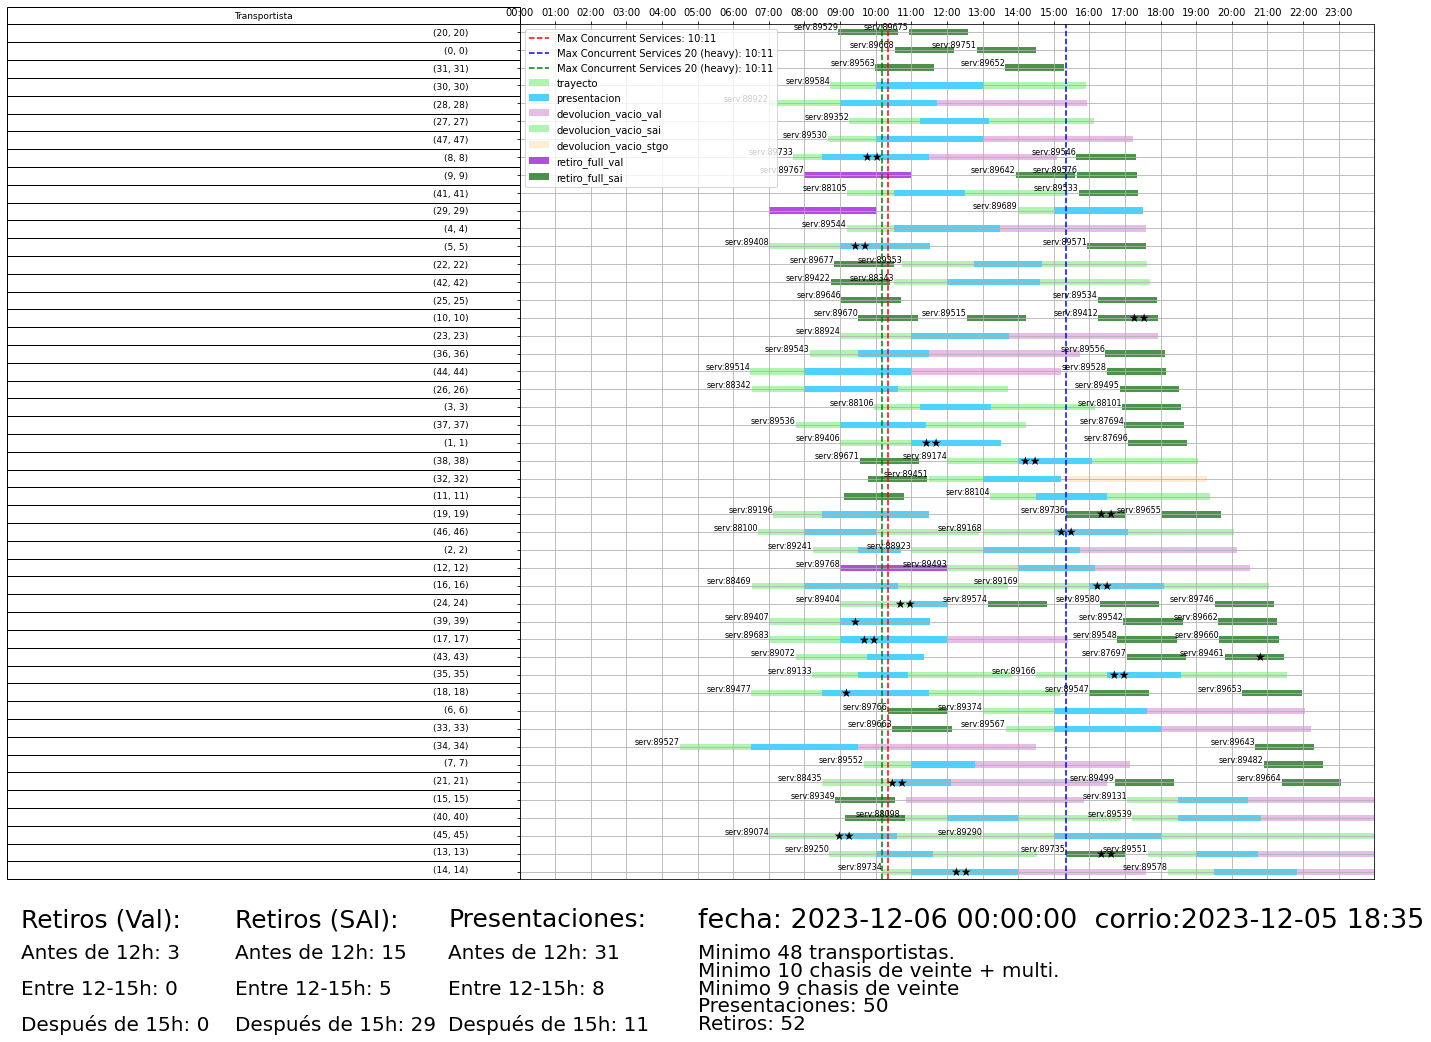 Transportista
00:00 01:00 02:00 03:00 04:00 05:00 06:00 07:00 08:00 09:00 10:00 11:00 12:00 13:00 14:00 15:00 16:00 17:00 18:00 19:00 20:00 21:00 22:00 23:00
Max Concurrent Services: 10:11
Max Concurrent Services 20 (heavy): 10:11
Max Concurrent Services 20 (heavy): 10:11
trayecto
presentacion
devolucion_vacio_val
devolucion_vacio_sai
devolucion_vacio_stgo
retiro_full_val
retiro_full_sai
(20, 20) serv:89529 serv:89675
(0, 0) serv:89668 serv:89751
(31, 31) serv:89563 serv:89652
(30, 30) serv:89584
(28, 28) serv:88922
(27, 27) serv:89352
(47, 47) serv:89530
(8, 8) serv:89733 serv:89546
(9, 9) serv:89767 serv:89642 serv:89576
(41, 41) serv:88105 serv:89533
(29, 29) serv:89689
(4, 4) serv:89544
(5, 5) serv:89408 serv:89571
(22, 22) serv:89677 serv:89353
(42, 42) serv:89422 serv:88343
(25, 25) serv:89646 serv:89534
(10, 10) serv:89670 serv:89515 serv:89412
(23, 23) serv:88924
(36, 36) serv:89543 serv:89556
(44, 44) serv:89514 serv:89528
(26, 26) serv:88342 serv:89495
(3, 3) serv:88106 serv:88101
(37, 37) serv:89536 serv:87694
(1, 1) serv:89406 serv:87696
(38, 38) serv:89671 serv:89174
(32, 32) serv:89451
(11, 11) serv:88104
(19, 19) serv:89196 serv:89736 serv:89655
(46, 46) serv:88100 serv:89168
(2, 2) serv:89241 serv:88923
(12, 12) serv:89768 serv:89493
(16, 16) serv:88469 serv:89169
(24, 24) serv:89404 serv:89574 serv:89580 serv:89746
(39, 39) serv:89407 serv:89542 serv:89662
(17, 17) serv:89683 serv:89548 serv:89660
(43, 43) serv:89072 serv:87697 serv:89461
(35, 35) serv:89133 serv:89166
(18, 18) serv:89477 serv:89547 serv:89653
(6, 6) serv:89766 serv:89374
(33, 33) serv:89663 serv:89567
(34, 34) serv:89527 serv:89643
(7, 7) serv:89552 serv:89482
(21, 21) serv:88435 serv:89499 serv:89664
(15, 15) serv:89349 serv:89131
(40, 40) serv:88098 serv:89539
(45, 45) serv:89074 serv:89290
(13, 13) serv:89250 serv:89735 serv:89551
(14, 14) serv:89734 serv:89578
Retiros (Val):
Antes de 12h: 3
Entre 12-15h: 0
Después de 15h: 0
Retiros (SAI):
Antes de 12h: 15
Entre 12-15h: 5
Después de 15h: 29
Presentaciones:
Antes de 12h: 31
Entre 12-15h: 8
Después de 15h: 11
fecha: 2023-12-06 00:00:00 corrio:2023-12-05 18:35
Minimo 48 transportistas.
Minimo 10 chasis de veinte + multi.
Minimo 9 chasis de veinte
Presentaciones: 50
Retiros: 52